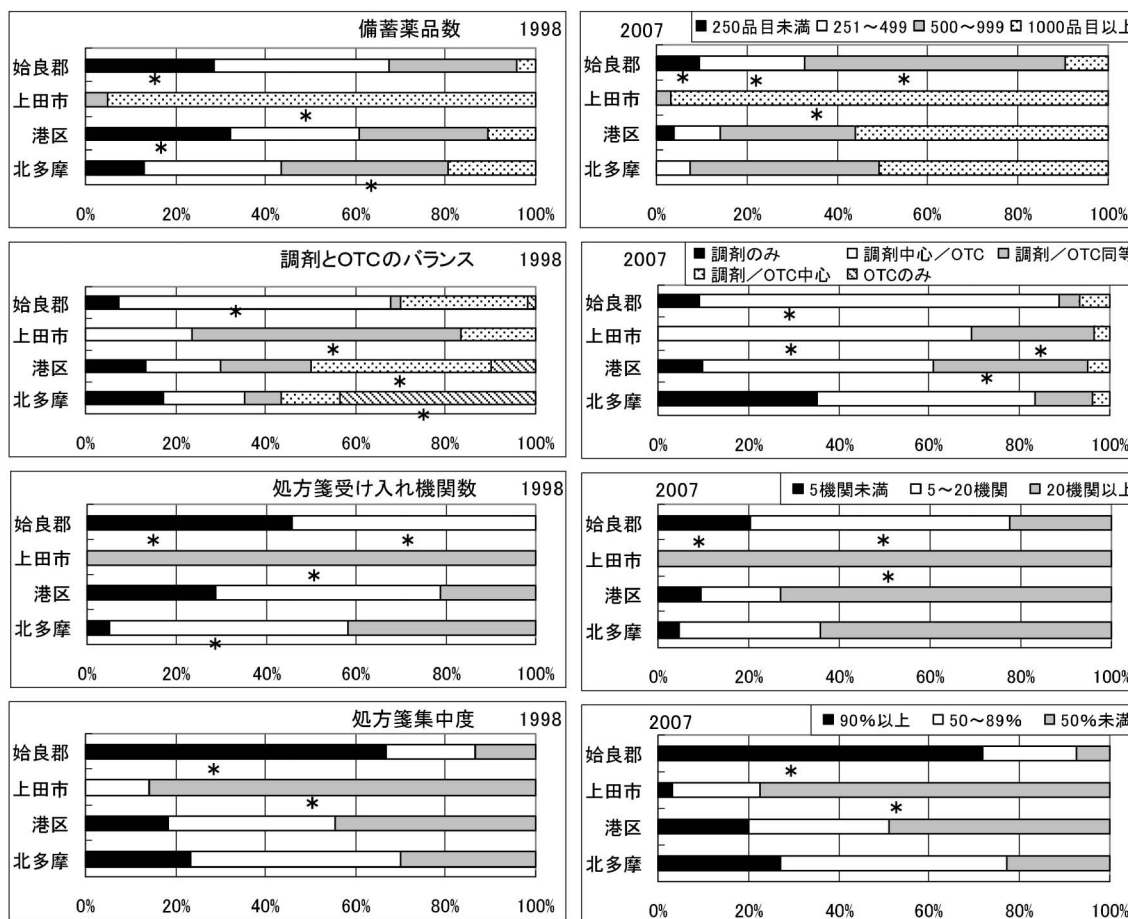 備蓄薬品数 1998
姶良郡
*
上田市
*
港区
*
北多摩
*
0% 20% 40% 60% 80% 100%
2007 ■ 250品目未満 □ 251～499 ■ 500～999 1000品目以上
姶良郡
* * *
上田市
*
港区
北多摩
0% 20% 40% 60% 80% 100%
調剤とOTCのバランス 1998
姶良郡
*
上田市
*
港区
*
北多摩
*
0% 20% 40% 60% 80% 100%
2007 ■ 調剤のみ □ 調剤中心／OTC ■ 調剤／OTC同等
調剤／OTC中心 OTCのみ
姶良郡
*
上田市
* *
港区
*
北多摩
0% 20% 40% 60% 80% 100%
処方箋受け入れ機関数 1998
姶良郡
* *
上田市
*
港区
北多摩
*
0% 20% 40% 60% 80% 100%
2007 ■ 5機関未満 □ 5～20機関 ■ 20機関以上
姶良郡
* *
上田市
*
港区
北多摩
0% 20% 40% 60% 80% 100%
処方箋集中度 1998
姶良郡
*
上田市
*
港区
北多摩
0% 20% 40% 60% 80% 100%
2007 ■ 90%以上 □ 50～89% ■ 50%未満
姶良郡
*
上田市
*
港区
北多摩
0% 20% 40% 60% 80% 100%